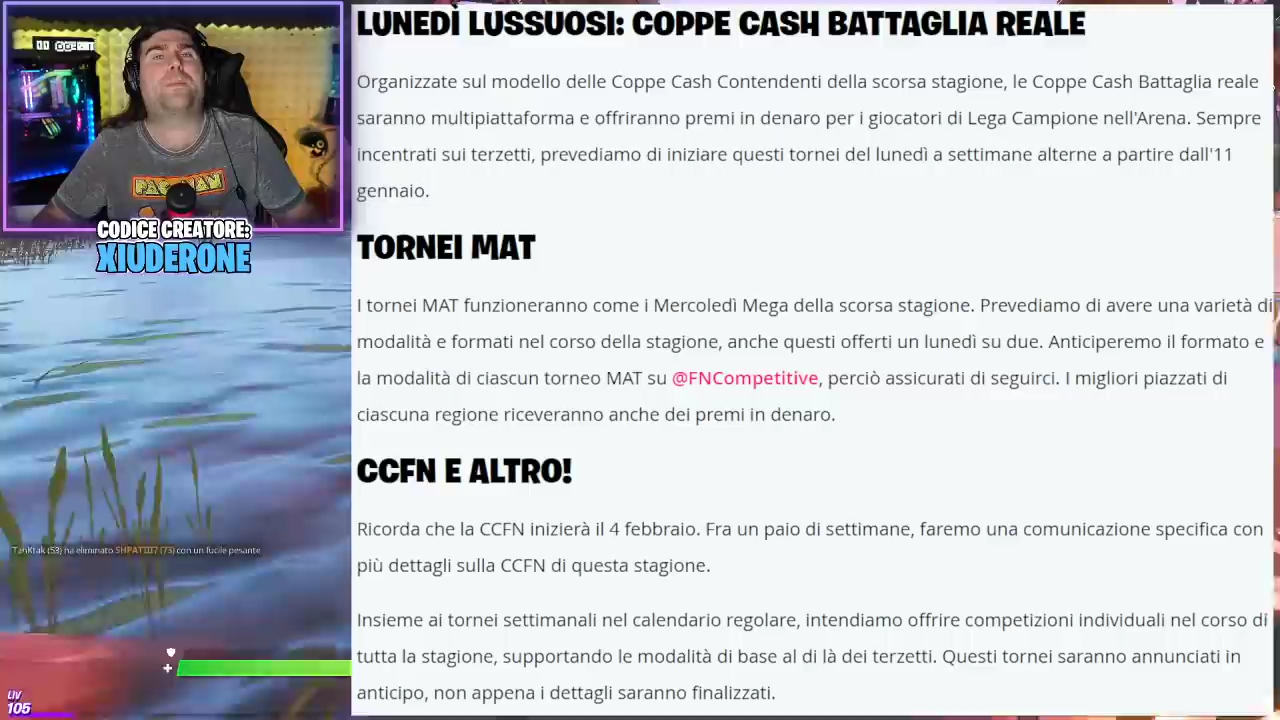 LUNEDÌ LUSSUOSI: COPPE CASH BATTAGLIA REALE
Organizzate sul modello delle Coppe Cash Contendenti della scorsa stagione, le Coppe Cash Battaglia reale
saranno multipiattaforma e offriranno premi in denaro per i giocatori di Lega Campione nell'Arena. Sempre
incentrati sui terzetti, prevediamo di iniziare questi tornei del lunedì a settimane alterne a partire dall'11
gennaio.
TORNEI MAT
I tornei MAT funzioneranno come i Mercoledì Mega della scorsa stagione. Prevediamo di avere una varietà di
modalità e formati nel corso della stagione, anche questi offerti un lunedì su due. Anticiperemo il formato e
la modalità di ciascun torneo MAT su @FNCompetitive, perciò assicurati di seguirci. I migliori piazzati di
ciascuna regione riceveranno anche dei premi in denaro.
CCFN E ALTRO!
Ricorda che la CCFN inizierà il 4 febbraio. Fra un paio di settimane, faremo una comunicazione specifica con
più dettagli sulla CCFN di questa stagione.
Insieme ai tornei settimanali nel calendario regolare, intendiamo offrire competizioni individuali nel corso di
tutta la stagione, supportando le modalità di base al di là dei terzetti. Questi tornei saranno annunciati in
anticipo, non appena i dettagli saranno finalizzati.
PAC-MAN
CODICE CREATORE:
XIUDERONE
(53) ha eliminato (73) con un fucile pesante
LIV
105